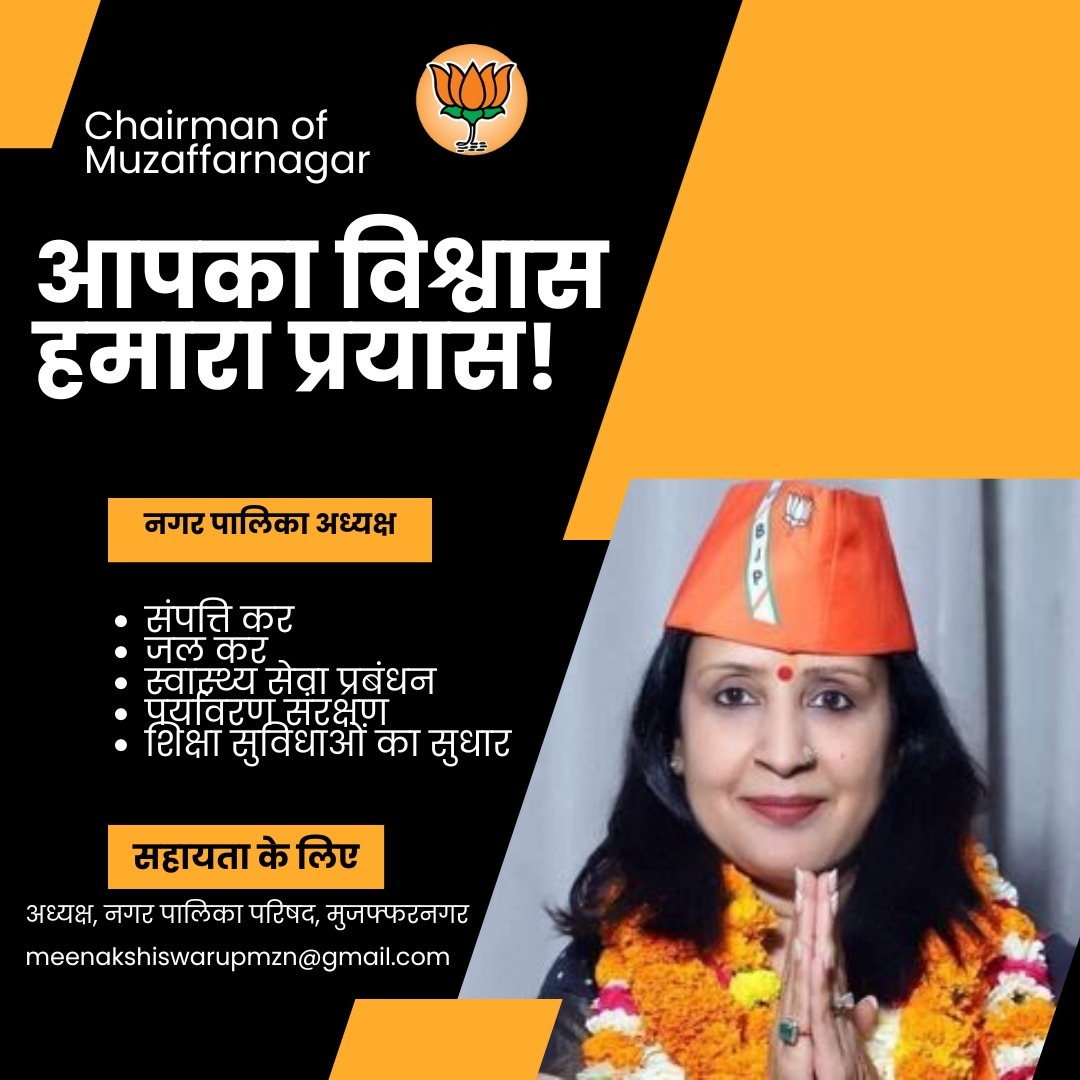 Chairman of
Muzaffarnagar
आपका विश्वास
हमारा प्रयास!
नगर पालिका अध्यक्ष
संपत्ति कर
जल कर
स्वास्थ्य सेवा प्रबंधन
पर्यावरण संरक्षण
शिक्षा सुविधाओं का सुधार
BJP
सहायता के लिए
अध्यक्ष, नगर पालिका परिषद, मुजफ्फरनगर
meenakshiswarupmzn@gmail.com